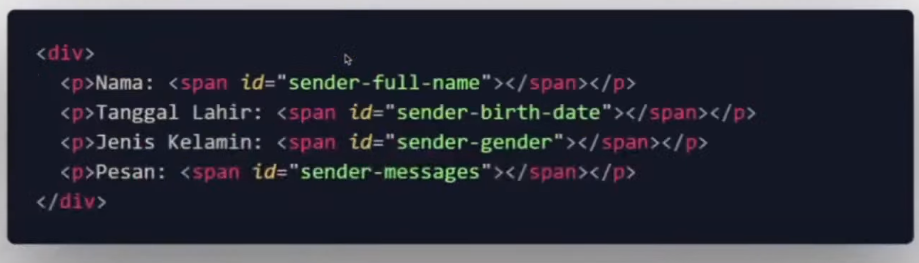 <div>
<p>Nama: <span id="sender-full-name"></span></p>
<p>Tanggal Lahir: <span id="sender-birth-date"></span></p>
<p>Jenis Kelamin: <span id="sender-gender"></span></p>
<p>Pesan: <span id="sender-messages"></span></p>
</div>